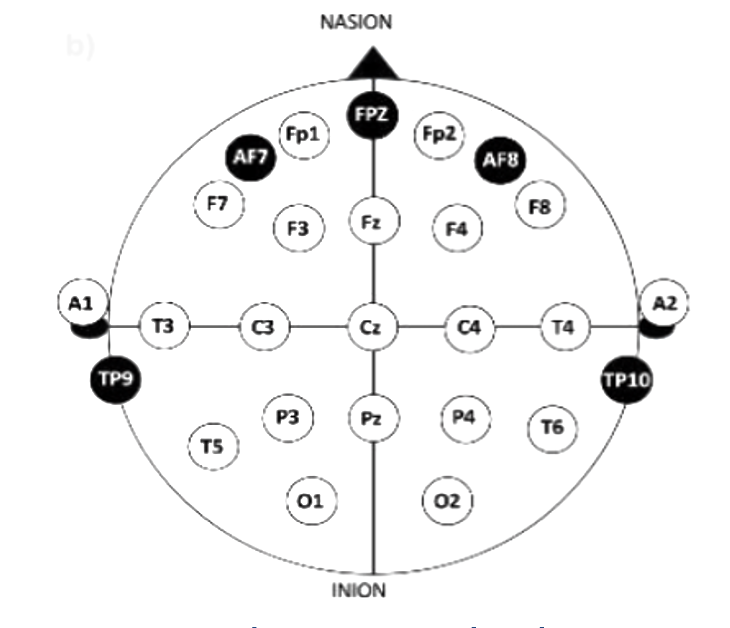 NASION
b)
FPZ
Fp1 Fp2
AF7 AF8
F7 F8
F3 Fz F4
A1 A2
T3 C3 Cz C4 T4
TP9 TP10
P3 Pz P4
T5 T6
O1 O2
INION